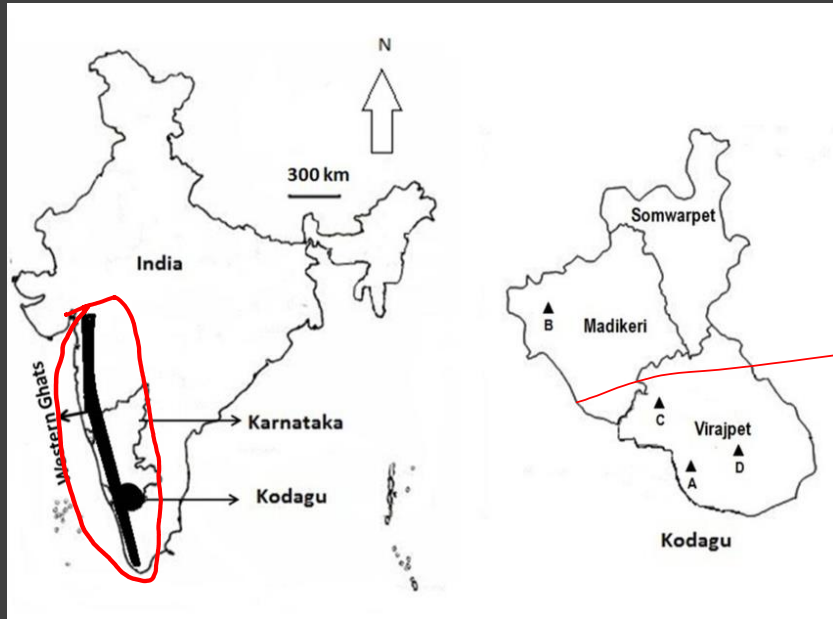 N
300 km
India
Western Ghats
Karnataka
Kodagu
Somwarpet
Madikeri
B
C
Virajpet
D
A
Kodagu